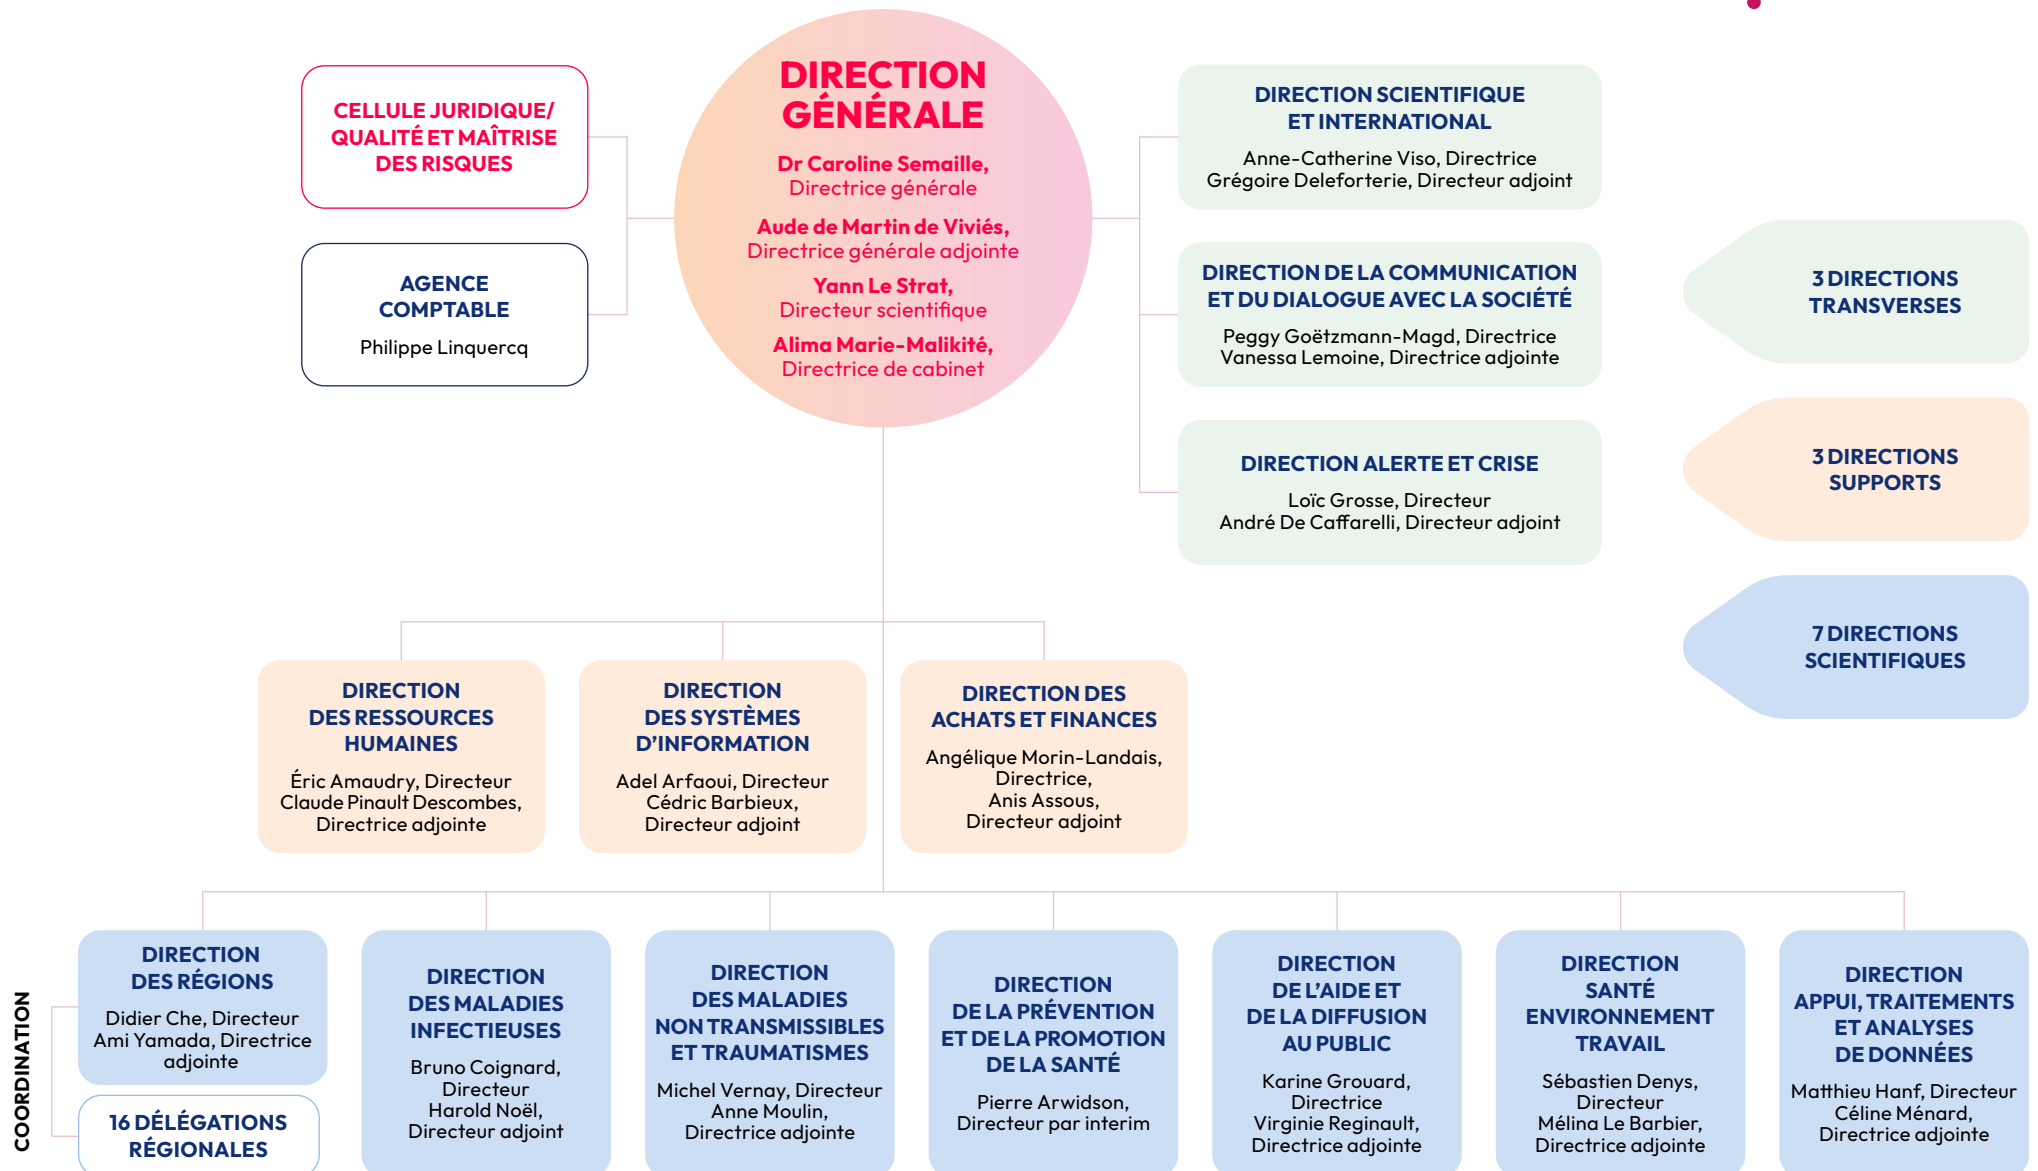 CELLULE JURIDIQUE/
QUALITÉ ET MAÎTRISE
DES RISQUES
AGENCE
COMPTABLE
Philippe Linquercq
DIRECTION
GÉNÉRALE
Dr Caroline Semaille,
Directrice générale
Aude de Martin de Viviés,
Directrice générale adjointe
Yann Le Strat,
Directeur scientifique
Alima Marie-Malikité,
Directrice de cabinet
DIRECTION SCIENTIFIQUE
ET INTERNATIONAL
Anne-Catherine Viso, Directrice
Grégoire Deleforterie, Directeur adjoint
DIRECTION DE LA COMMUNICATION
ET DU DIALOGUE AVEC LA SOCIÉTÉ
Peggy Goëtzmann-Magd, Directrice
Vanessa Lemoine, Directrice adjointe
DIRECTION ALERTE ET CRISE
Loïc Grosse, Directeur
André De Caffarelli, Directeur adjoint
3 DIRECTIONS
TRANSVERSES
3 DIRECTIONS
SUPPORTS
7 DIRECTIONS
SCIENTIFIQUES
DIRECTION
DES RESSOURCES
HUMAINES
Éric Amaudry, Directeur
Claude Pinault Descombes,
Directrice adjointe
DIRECTION
DES SYSTÈMES
D'INFORMATION
Adel Arfaoui, Directeur
Cédric Barbieux,
Directeur adjoint
DIRECTION DES
ACHATS ET FINANCES
Angélique Morin-Landais,
Directrice,
Anis Assous,
Directeur adjoint
COORDINATION
DIRECTION
DES RÉGIONS
Didier Che, Directeur
Ami Yamada, Directrice
adjointe
16 DÉLÉGATIONS
RÉGIONALES
DIRECTION
DES MALADIES
INFECTIEUSES
Bruno Coignard,
Directeur
Harold Noël,
Directeur adjoint
DIRECTION
DES MALADIES
NON TRANSMISSIBLES
ET TRAUMATISMES
Michel Vernay, Directeur
Anne Moulin,
Directrice adjointe
DIRECTION
DE LA PRÉVENTION
ET DE LA PROMOTION
DE LA SANTÉ
Pierre Arwidson,
Directeur par interim
DIRECTION
DE L'AIDE ET
DE LA DIFFUSION
AU PUBLIC
Karine Grouard,
Directrice
Virginie Reginault,
Directrice adjointe
DIRECTION
SANTÉ
ENVIRONNEMENT
TRAVAIL
Sébastien Denys,
Directeur
Mélina Le Barbier,
Directrice adjointe
DIRECTION
APPUI, TRAITEMENTS
ET ANALYSES
DE DONNÉES
Matthieu Hanf, Directeur
Céline Ménard,
Directrice adjointe